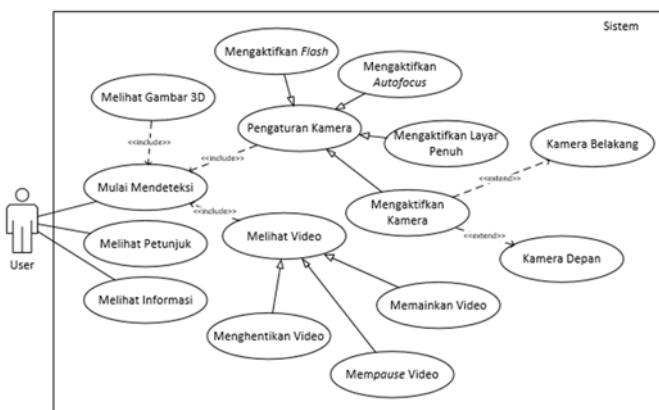 Sistem
Mengaktifkan Flash
Mengaktifkan
Autofocus
Melihat Gambar 3D
Pengaturan Kamera
Mengaktifkan Layar
Penuh
Kamera Belakang
<<include>>
<<include>>
Mulai Mendeteksi
<<extend>>
Mengaktifkan
Kamera
<<include>>
Melihat Video
<<extend>>
Melihat Petunjuk
Kamera Depan
User
Melihat Informasi
Memainkan Video
Menghentikan Video
Mempause Video